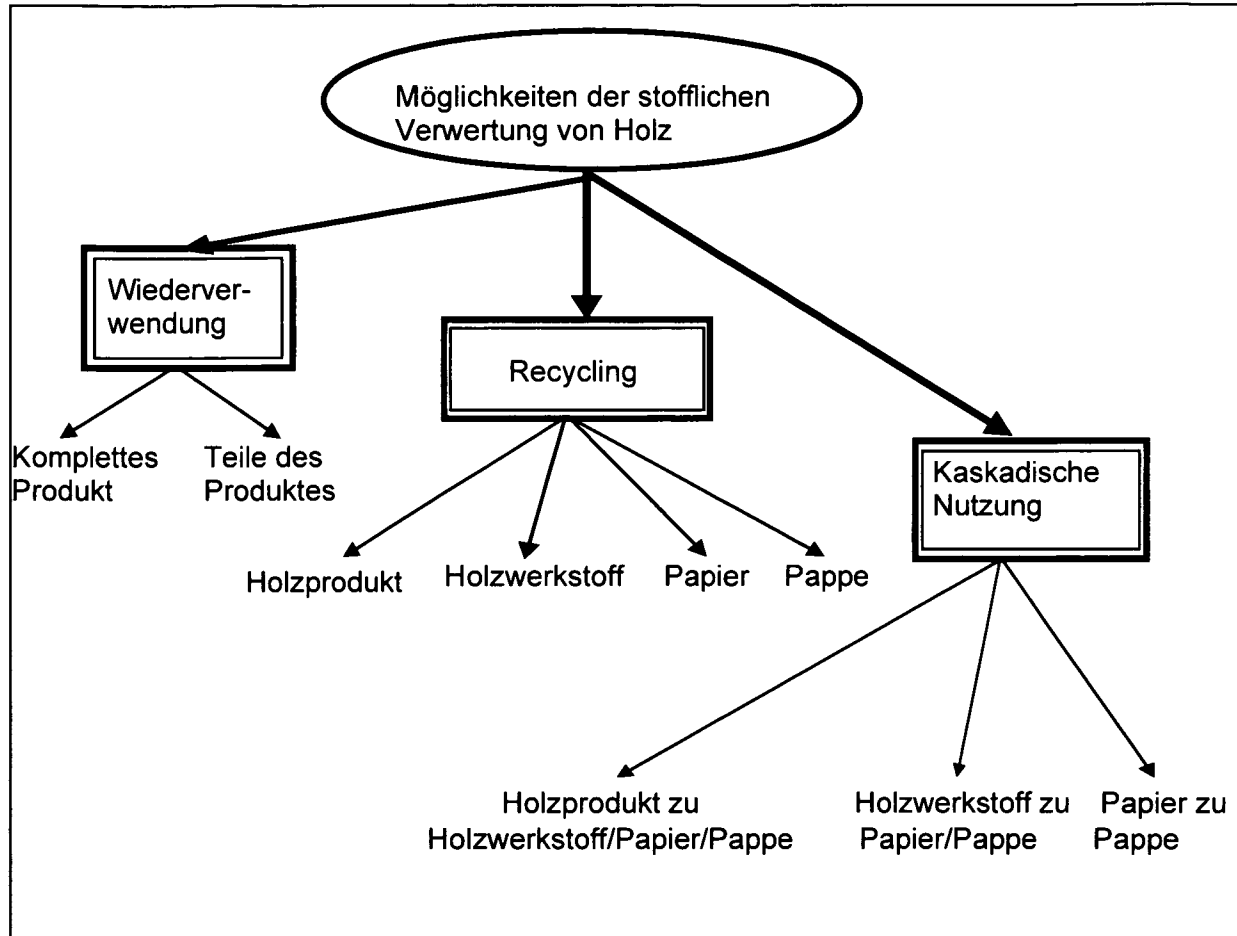 Möglichkeiten der stofflichen
Verwertung von Holz
Wiederver-
wendung
Recycling
Kaskadische
Nutzung
Komplettes
Produkt
Teile des
Produktes
Holzprodukt
Holzwerkstoff
Papier
Pappe
Holzprodukt zu
Holzwerkstoff/Papier/Pappe
Holzwerkstoff zu
Papier/Pappe
Papier zu
Pappe